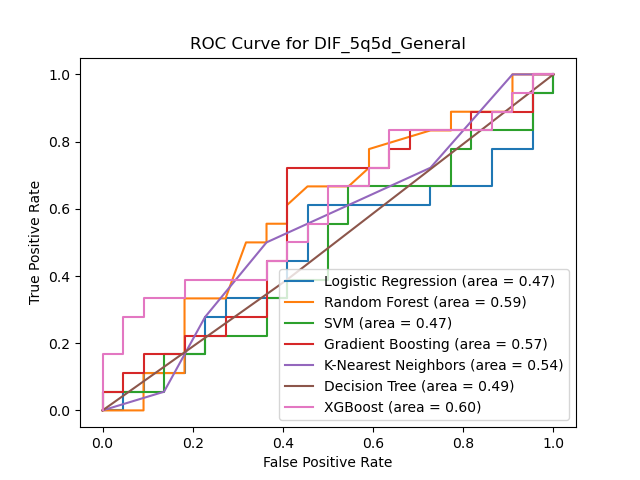 ROC Curve for DIF_5q5d_General
True Positive Rate
1.0
0.8
0.6
0.4
0.2
0.0
Logistic Regression (area = 0.47)
Random Forest (area = 0.59)
SVM (area = 0.47)
Gradient Boosting (area = 0.57)
K-Nearest Neighbors (area = 0.54)
Decision Tree (area = 0.49)
XGBoost (area = 0.60)
0.0 0.2 0.4 0.6 0.8 1.0
False Positive Rate